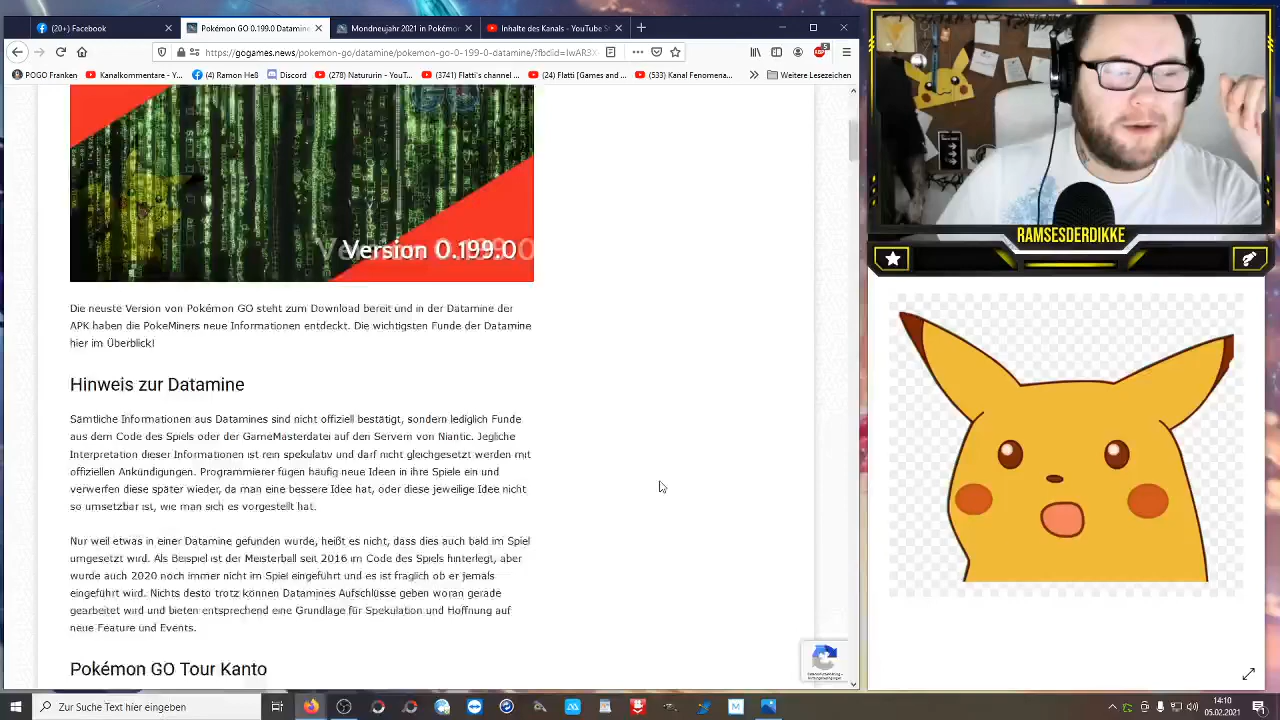 (20+) Facebook
Pokémon GO 0.199.0 Datamine
Mondneujahr 2021 in Pokémon
Inhalte des Kanals - YouTube S
https://gogames.news/pokemon-go/datamine/pokemon-go-0-199-0-datamine/?fbclid=IwAR3X
POGO Franken
Kanalkommentare - Y...
(4) Ramon Heß
Discord
(278) Natururin - YouT...
(3741) Flatti's channel ...
(24) Flatti [Games and ...
(533) Kanal Fenomena...
Weitere Lesezeichen
Version 0.199.0
Die neuste Version von Pokémon GO steht zum Download bereit und in der Datamine der
APK haben die PokeMiners neue Informationen entdeckt. Die wichtigsten Funde der Datamine
hier im Überblick!
Hinweis zur Datamine
Sämtliche Informationen aus Datamines sind nicht offiziell bestätigt, sondern lediglich Funde
aus dem Code des Spiels oder der GameMasterdatei auf den Servern von Niantic. Jegliche
Interpretation dieser Informationen ist rein spekulativ und darf nicht gleichgesetzt werden mit
offiziellen Ankündigungen. Programmierer fügen häufig neue Ideen in ihre Spiele ein und
verwerfen diese später wieder, da man eine bessere Idee hat, oder diese jeweilige Idee nicht
so umsetzbar ist, wie man sich es vorgestellt hat.
Nur weil etwas in einer Datamine gefunden wurde, heißt es nicht, dass dies auch bald im Spiel
umgesetzt wird. Als Beispiel ist der Meisterball seit 2016 im Code des Spiels hinterlegt, aber
wurde auch 2020 noch immer nicht im Spiel eingeführt und es ist fraglich ob er jemals
eingeführt wird. Nichts desto trotz können Datamines Aufschlüsse geben woran gerade
gearbeitet wird und bieten entsprechend eine Grundlage für Spekulation und Hoffnung auf
neue Feature und Events.
Pokémon GO Tour Kanto
RAMSESDERDIKKE
Zur Suche Text hier eingeben
14:10
05.02.2021